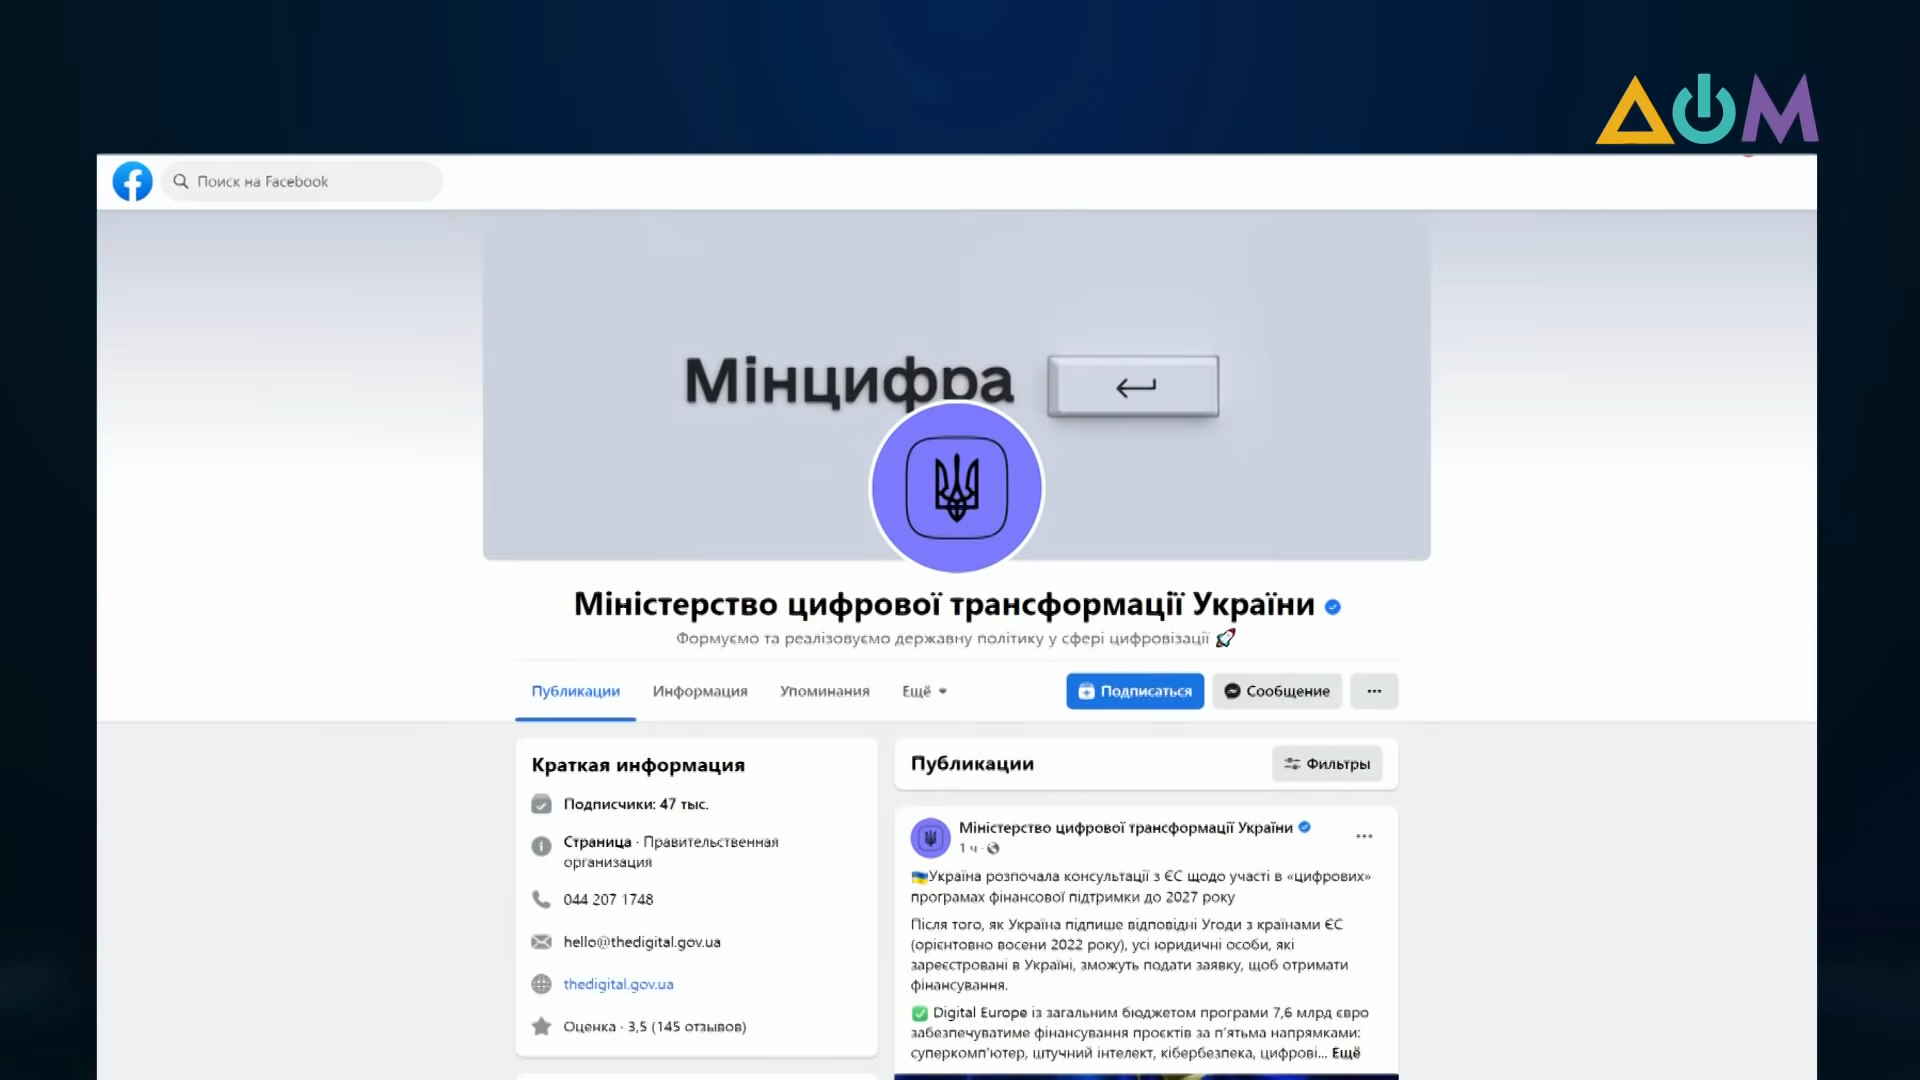 ДОМ
Поиск на Facebook
Мінцифра
Міністерство цифрової трансформації України
Формуємо та реалізовуємо державну політику у сфері цифровізації 🚀
Публикации
Информация
Упоминания
Ещё
Подписаться
Сообщение
Краткая информация
Подписчики: 47 тыс.
Страница · Правительственная
организация
044 207 1748
hello@thedigital.gov.ua
thedigital.gov.ua
Оценка · 3,5 (145 отзывов)
Публикации
Фильтры
Міністерство цифрової трансформації України
1 ч ·
🇺🇦Україна розпочала консультації з ЄС щодо участі в «цифрових»
програмах фінансової підтримки до 2027 року
Після того, як Україна підпише відповідні Угоди з країнами ЄС
(орієнтовно восени 2022 року), усі юридичні особи, які
зареєстровані в Україні, зможуть подати заявку, щоб отримати
фінансування.
✅ Digital Europe із загальним бюджетом програми 7,6 млрд євро
забезпечуватиме фінансування проєктів за п'ятьма напрямками:
суперкомп'ютер, штучний інтелект, кібербезпека, цифрові... Ещё